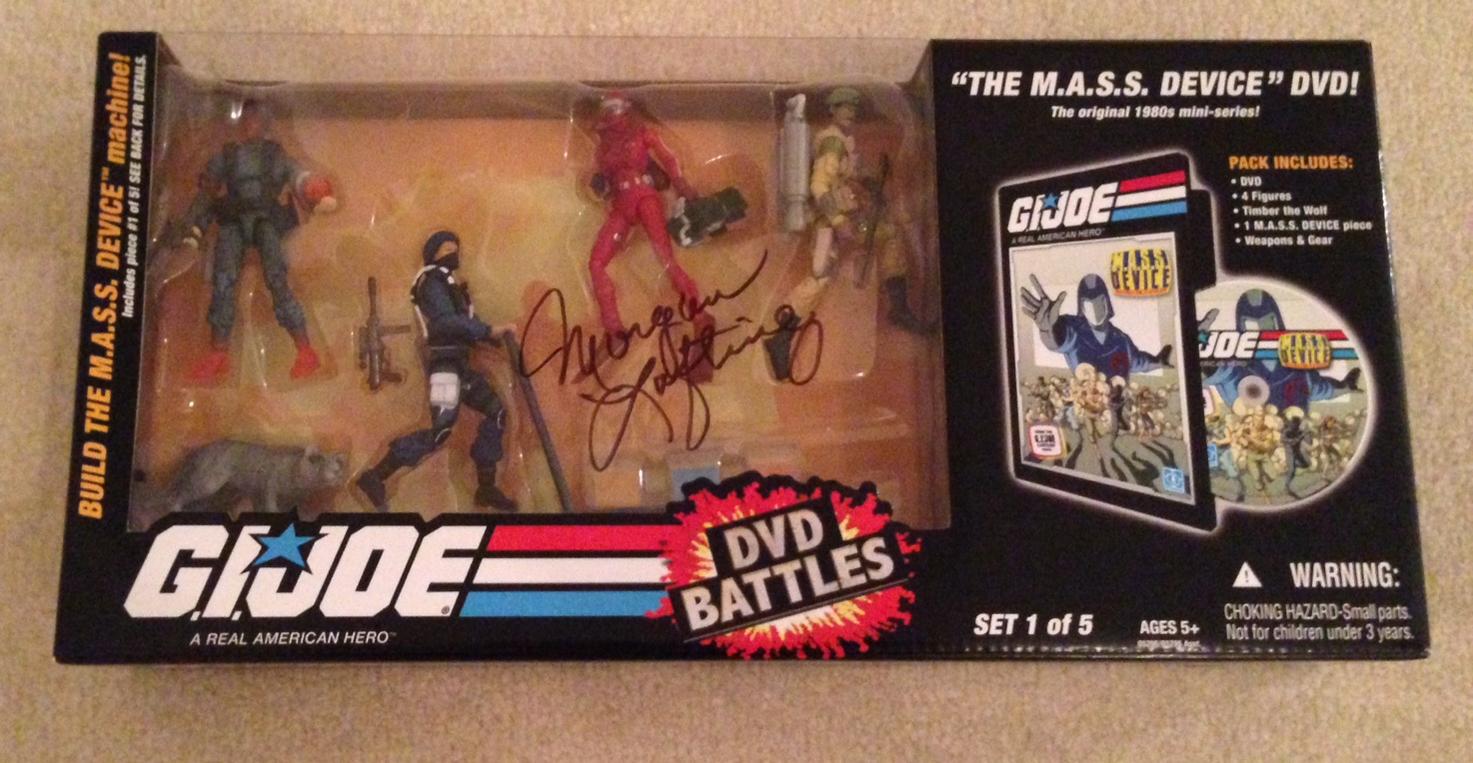 BUILD THE M.A.S.S. DEVICE™ machine!
Includes piece #1 of 5! SEE BACK FOR DETAILS.
Morgan
Lofting
G.I.JOE®
A REAL AMERICAN HERO™
DVD
BATTLES
"THE M.A.S.S. DEVICE" DVD!
The original 1980s mini-series!
PACK INCLUDES:
• DVD
• 4 Figures
• Timber the Wolf
• 1 M.A.S.S. DEVICE piece
• Weapons & Gear
G.I.JOE
A REAL AMERICAN HERO™
M.A.S.S.
DEVICE
JOE
M.A.S.S.
DEVICE
SET 1 of 5
AGES 5+
WARNING:
CHOKING HAZARD-Small parts.
Not for children under 3 years.